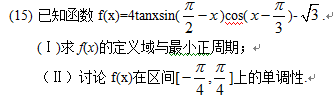 (15) 已知函数 f(x)=4tanxsin(π/2−x)cos(x−π/3)-√3.
(Ⅰ)求 f(x)的定义域与最小正周期；
(Ⅱ)讨论 f(x)在区间[−π/4,π/4]上的单调性.